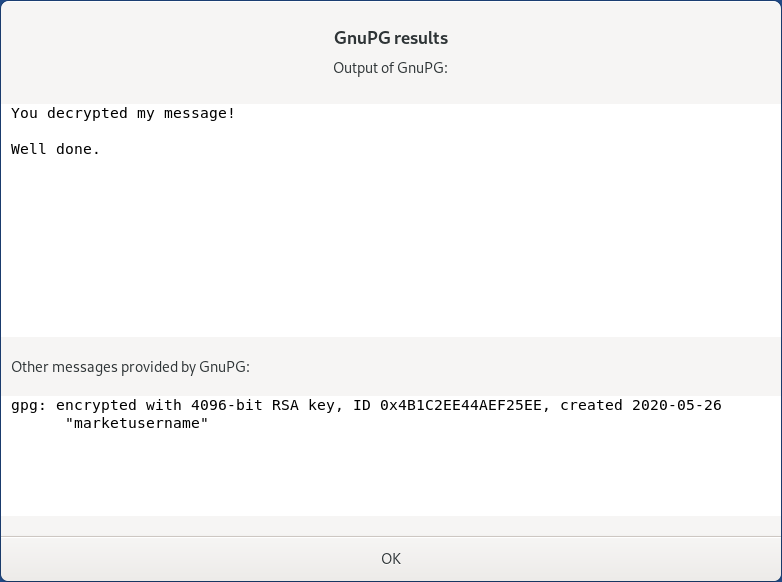 GnuPG results
Output of GnuPG:
You decrypted my message!
Well done.
Other messages provided by GnuPG:
gpg: encrypted with 4096-bit RSA key, ID 0x4B1C2EE44AEF25EE, created 2020-05-26
"marketusername"
OK